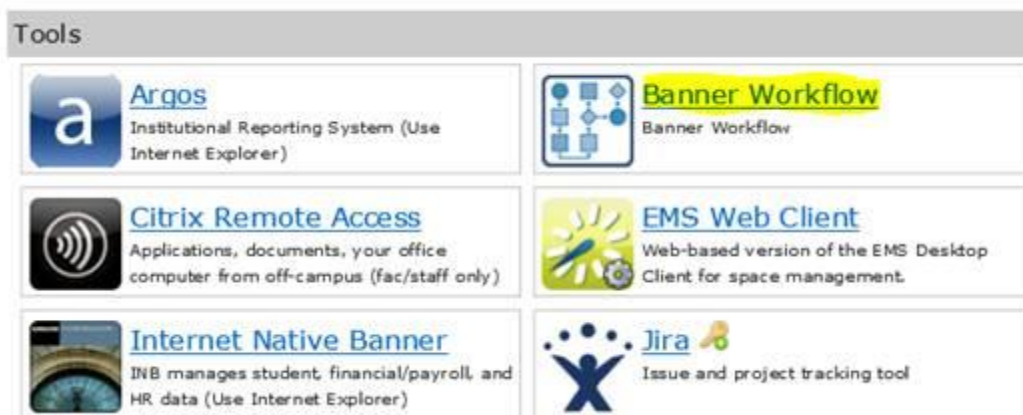 Tools
a
Argos
Institutional Reporting System (Use
Internet Explorer)
Banner Workflow
Banner Workflow
Citrix Remote Access
Applications, documents, your office
computer from off-campus (fac/staff only)
EMS Web Client
Web-based version of the EMS Desktop
Client for space management.
Internet Native Banner
INB manages student, financial/payroll, and
HR data (Use Internet Explorer)
Jira
Issue and project tracking tool